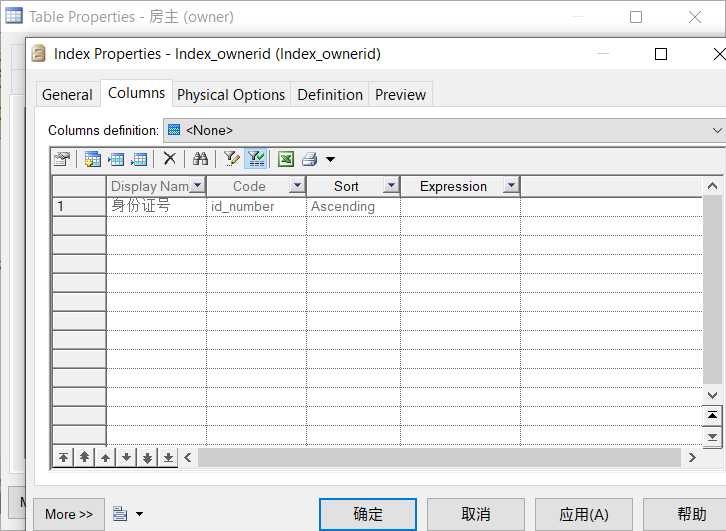 Table Properties - 房主 (owner)
Index Properties - Index_ownerid (Index_ownerid)
General Columns Physical Options Definition Preview
Columns definition: <None>
Display Nam Code Sort Expression
1 身份证号 id_number Ascending
More >> 确定 取消 应用(A) 帮助